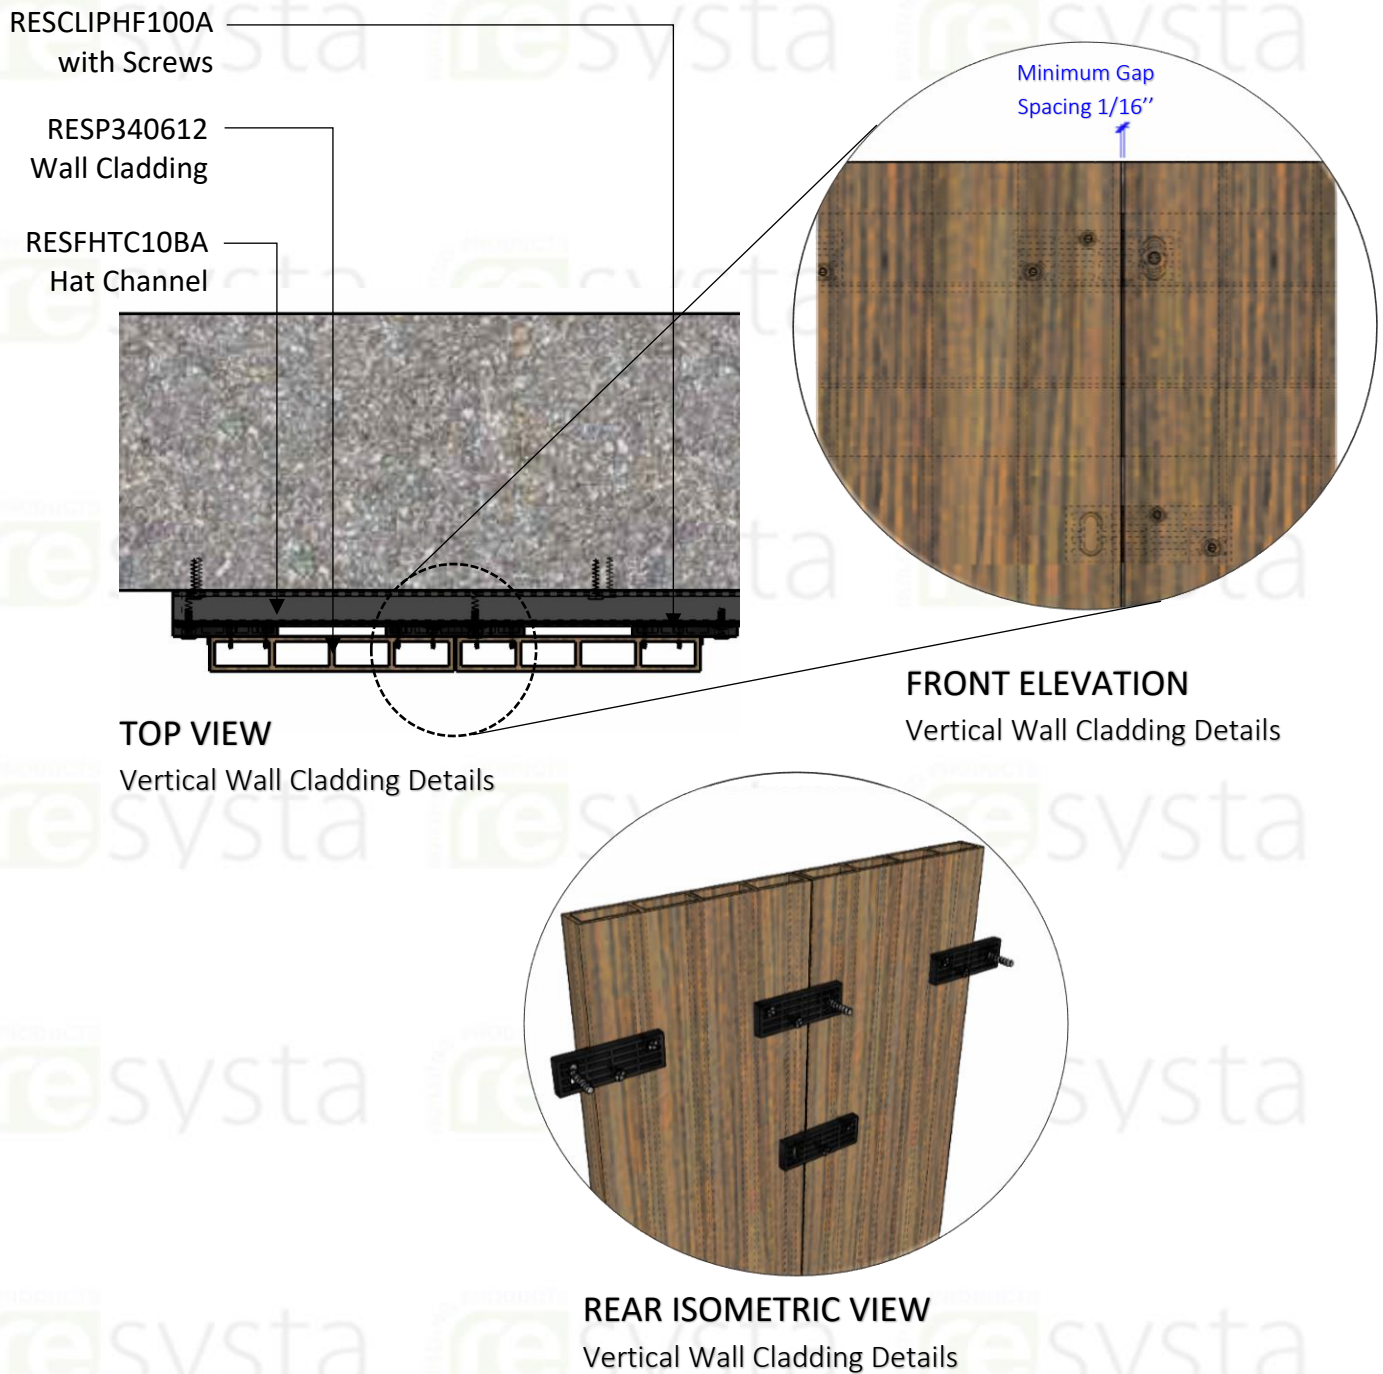 RESCLIPHF100A
with Screws
RESP340612
Wall Cladding
RESFHTC10BA
Hat Channel
Minimum Gap
Spacing 1/16’’
TOP VIEW
Vertical Wall Cladding Details
FRONT ELEVATION
Vertical Wall Cladding Details
REAR ISOMETRIC VIEW
Vertical Wall Cladding Details
resysta